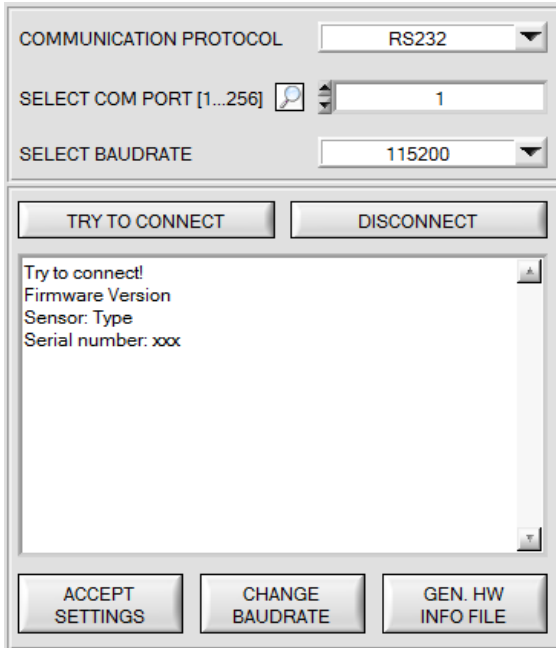 COMMUNICATION PROTOCOL RS232
SELECT COM PORT [1...256] 1
SELECT BAUDRATE 115200
TRY TO CONNECT DISCONNECT
Try to connect!
Firmware Version
Sensor: Type
Serial number: xxx
ACCEPT
SETTINGS
CHANGE
BAUDRATE
GEN. HW
INFO FILE